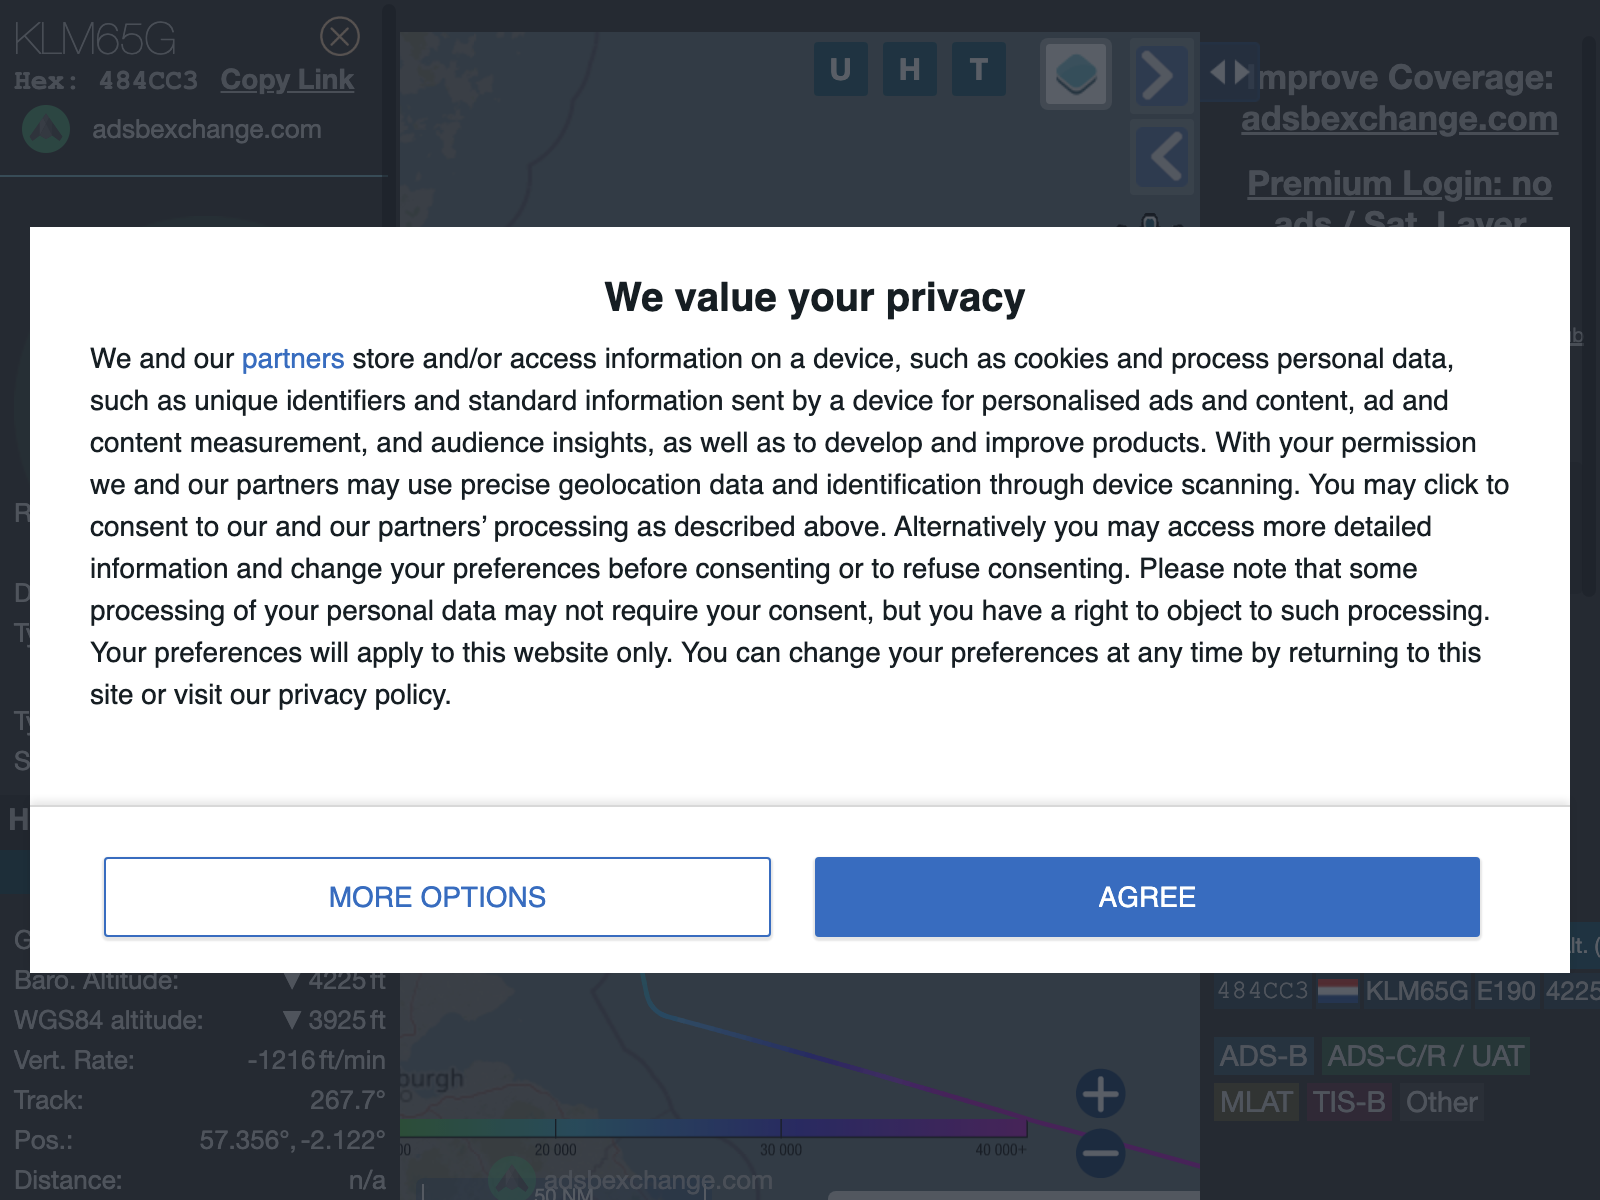 KLM65G
Hex: 484CC3 Copy Link
adsbexchange.com
U H T
Improve Coverage:
adsbexchange.com
Premium Login: no
ads / Sat. Layer
We value your privacy
We and our partners store and/or access information on a device, such as cookies and process personal data,
such as unique identifiers and standard information sent by a device for personalised ads and content, ad and
content measurement, and audience insights, as well as to develop and improve products. With your permission
we and our partners may use precise geolocation data and identification through device scanning. You may click to
consent to our and our partners’ processing as described above. Alternatively you may access more detailed
information and change your preferences before consenting or to refuse consenting. Please note that some
processing of your personal data may not require your consent, but you have a right to object to such processing.
Your preferences will apply to this website only. You can change your preferences at any time by returning to this
site or visit our privacy policy.
MORE OPTIONS
AGREE
Baro. Altitude: ▼ 4225 ft
WGS84 altitude: ▼ 3925 ft
Vert. Rate: -1216 ft/min
Track: 267.7°
Pos.: 57.356°, -2.122°
Distance: n/a
burgh
20 000
30 000
40 000+
adsbexchange.com
50 NM
484CC3 KLM65G E190 4225
ADS-B ADS-C/R / UAT
MLAT TIS-B Other